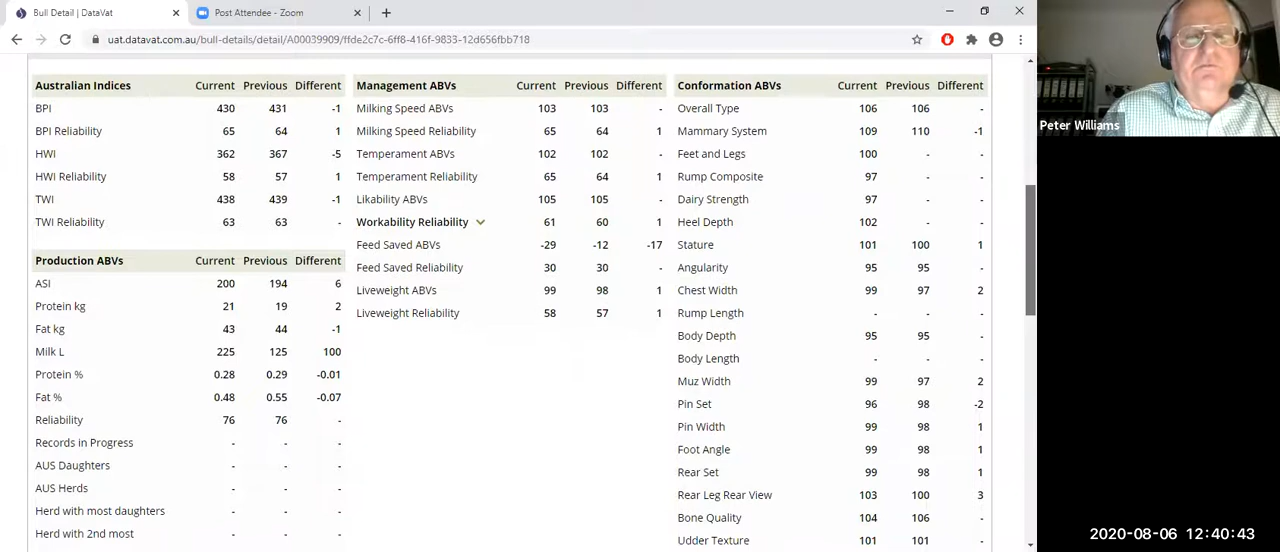 Bull Detail | DataVat
Post Attendee - Zoom
uat.datavat.com.au/bull-details/detail/A00039909/ffde2c7c-6ff8-416f-9833-12d656fbb718
Australian Indices Current Previous Different
BPI 430 431 -1
BPI Reliability 65 64 1
HWI 362 367 -5
HWI Reliability 58 57 1
TWI 438 439 -1
TWI Reliability 63 63 -
Production ABVs Current Previous Different
ASI 200 194 6
Protein kg 21 19 2
Fat kg 43 44 -1
Milk L 225 125 100
Protein % 0.28 0.29 -0.01
Fat % 0.48 0.55 -0.07
Reliability 76 76 -
Records in Progress - - -
AUS Daughters - - -
AUS Herds - - -
Herd with most daughters - - -
Herd with 2nd most - - -
Management ABVs Current Previous Different
Milking Speed ABVs 103 103 -
Milking Speed Reliability 65 64 1
Temperament ABVs 102 102 -
Temperament Reliability 65 64 1
Likability ABVs 105 105 -
Workability Reliability 61 60 1
Feed Saved ABVs -29 -12 -17
Feed Saved Reliability 30 30 -
Liveweight ABVs 99 98 1
Liveweight Reliability 58 57 1
Conformation ABVs Current Previous Different
Overall Type 106 106 -
Mammary System 109 110 -1
Feet and Legs 100 - -
Rump Composite 97 - -
Dairy Strength 97 - -
Heel Depth 102 - -
Stature 101 100 1
Angularity 95 95 -
Chest Width 99 97 2
Rump Length - - -
Body Depth 95 95 -
Body Length - - -
Muz Width 99 97 2
Pin Set 96 98 -2
Pin Width 99 98 1
Foot Angle 99 98 1
Rear Set 99 98 1
Rear Leg Rear View 103 100 3
Bone Quality 104 106 -
Udder Texture 101 101 -
Peter Williams
2020-08-06 12:40:43